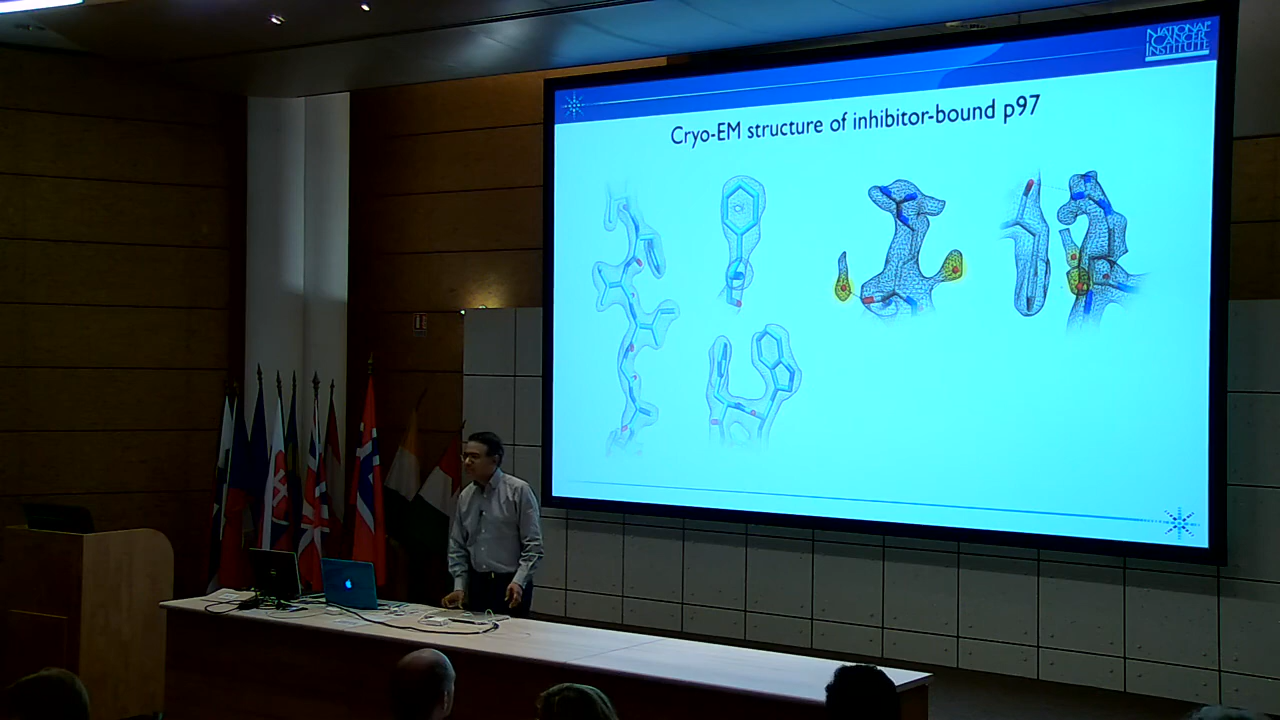 NATIONAL
CANCER
INSTITUTE
Cryo-EM structure of inhibitor-bound p97